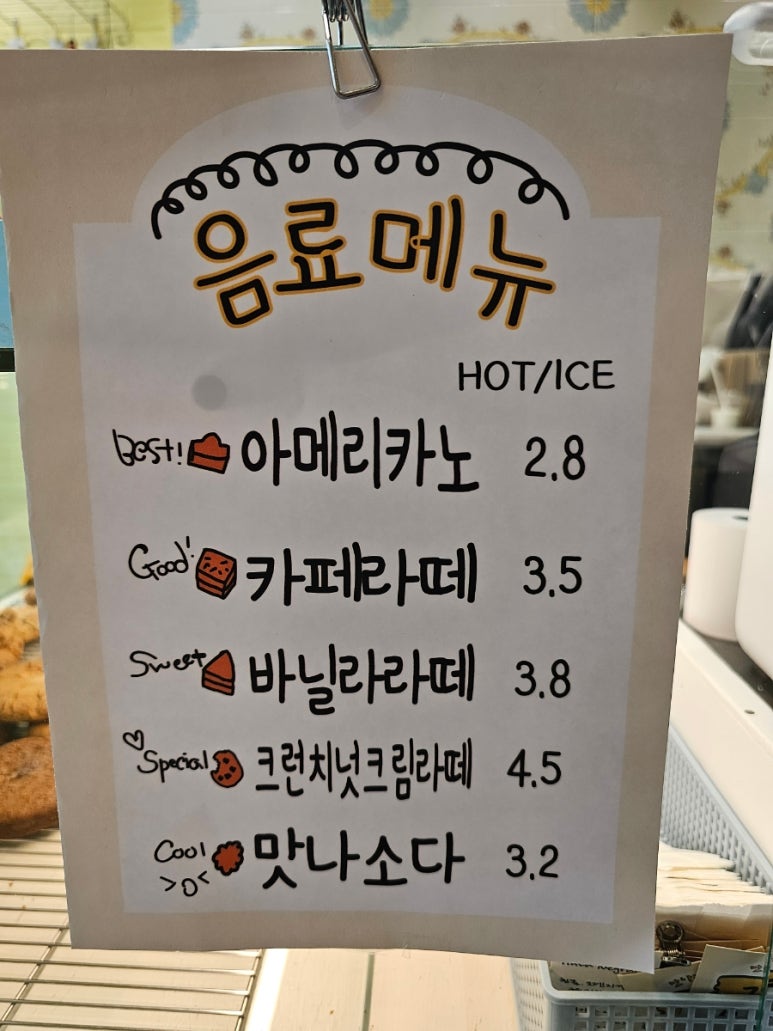 음료메뉴
HOT/ICE
Best! 아메리카노 2.8
Good! 카페라떼 3.5
Sweet 바닐라라떼 3.8
Special 크런치넛크림라떼 4.5
Cool 맛나소다 3.2
>o<